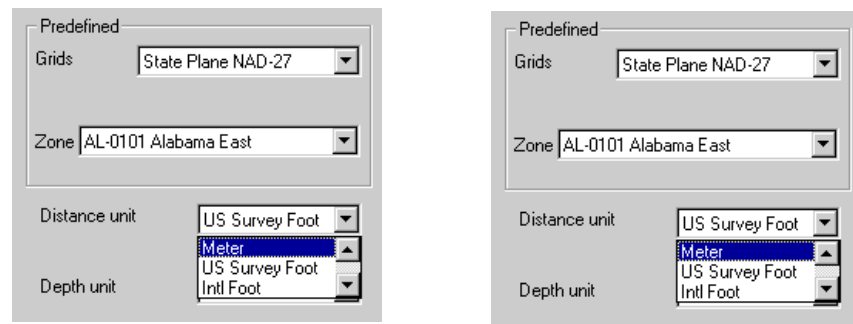 Predefined
Grids State Plane NAD-27
Zone AL-0101 Alabama East
Distance unit US Survey Foot
Meter
US Survey Foot
Depth unit Intl Foot
Predefined
Grids State Plane NAD-27
Zone AL-0101 Alabama East
Distance unit US Survey Foot
Meter
US Survey Foot
Depth unit Intl Foot